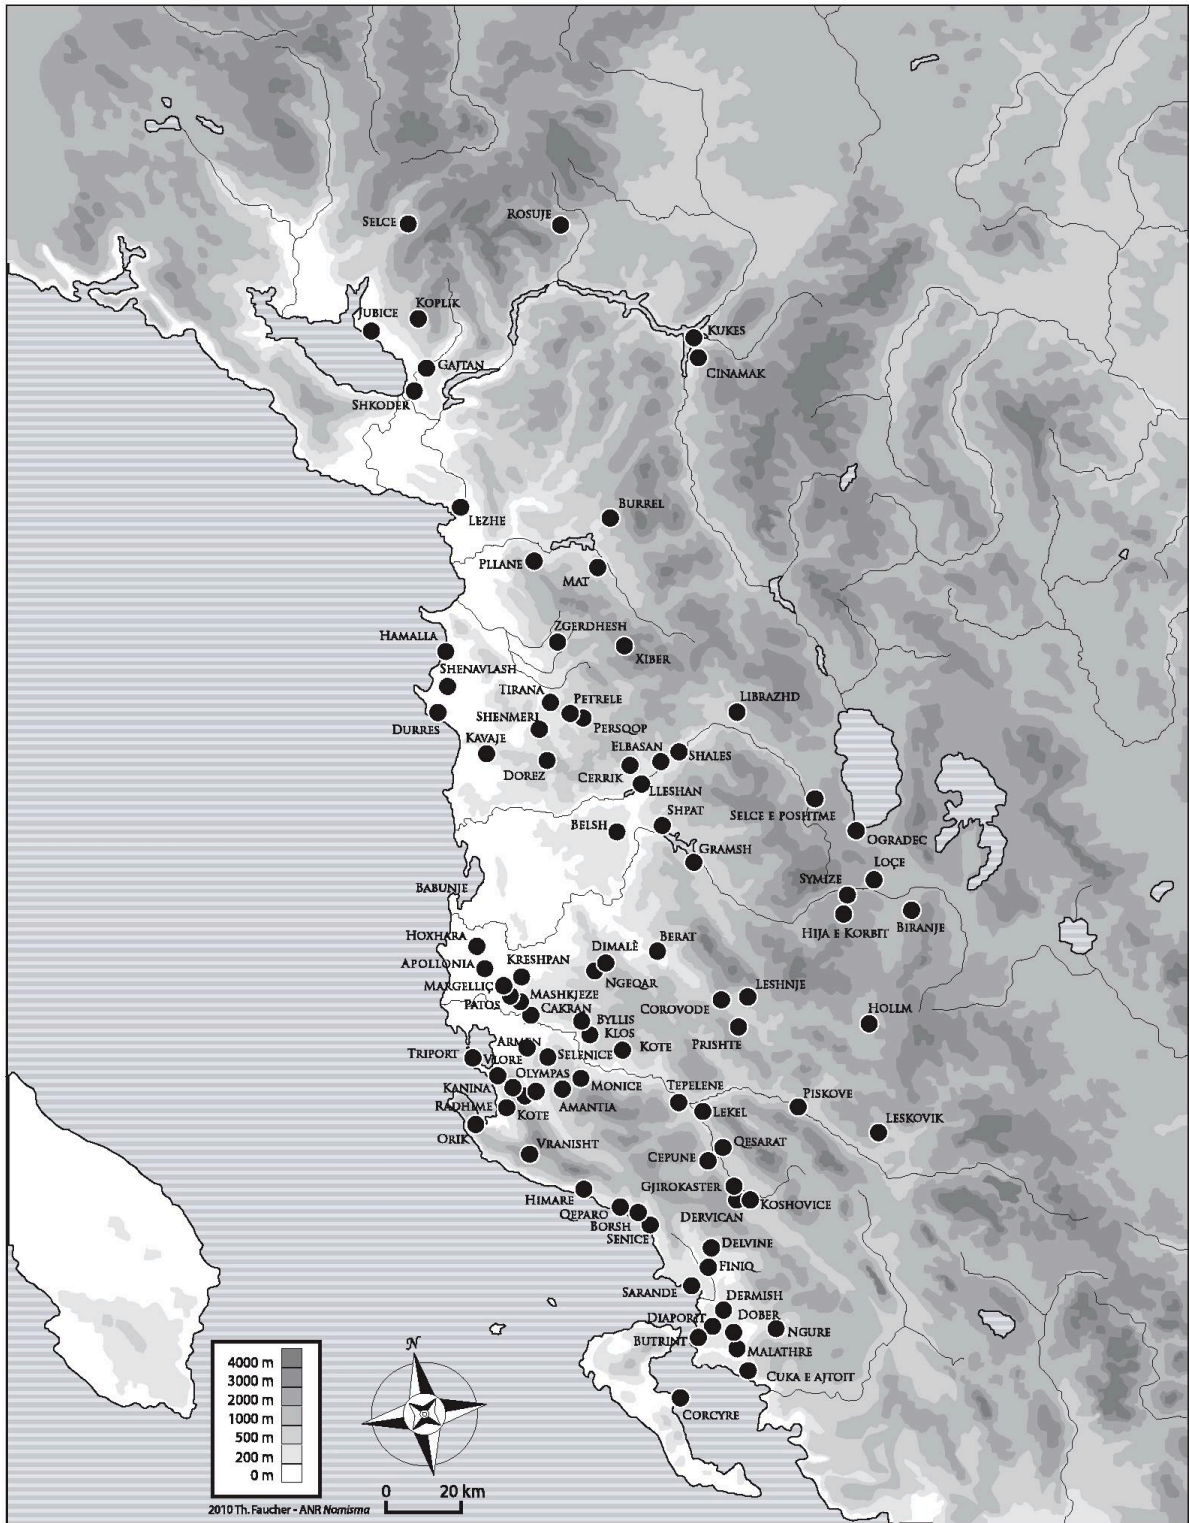 SELCE
ROSUJE
KOPLIK
JUBICE
KUKES
GAJTAN
CINAMAK
SHKODER
BURREL
LEZHE
PLLANE
MAT
ZGERDHESH
HAMALLA
XIBER
SHENAVLASH
TIRANA
PETRELE
LIBRAZHD
SHENMERI
DURRES
PERSQOP
KAVAJE
ELBASAN
SHALES
DOREZ
CERRIK
LLESHAN
SELCE E POSHTME
SHPAT
BELSH
OGRADEC
GRAMSH
LOÇE
SYMIZE
BABUNJE
HIJA E KORBIT
BIRANJE
HOXHARA
DIMALÈ
BERAT
APOLLONIA
KRESHPAN
NGEQAR
MARGELLIÇ
MASHKJEZE
LESHNJE
PATOS
CAKRAN
COROVODE
HOLLM
BYLLIS
KLOS
PRISHTE
ARMEN
TRIPORT
VLORE
SELENICE
KOTE
OLYMPAS
MONICE
KANINA
TEPELENE
PISKOVE
RADHIME
KOTE
AMANTIA
LEKEL
ORIK
LESKOVIK
VRANISHT
QESARAT
CEPUNE
GJIROKASTER
HIMARE
KOSHOVICE
QEPARO
DERVICAN
BORSH
SENICE
DELVINE
FINIQ
SARANDE
DERMISH
DIAPORIT
DOBER
BUTRINT
NGURE
MALATHRE
CUKA E AJTOIT
CORCYRE
N
4000 m
3000 m
2000 m
1000 m
500 m
200 m
0 m
0 20 km
2010 Th. Faucher - ANR Nomisma